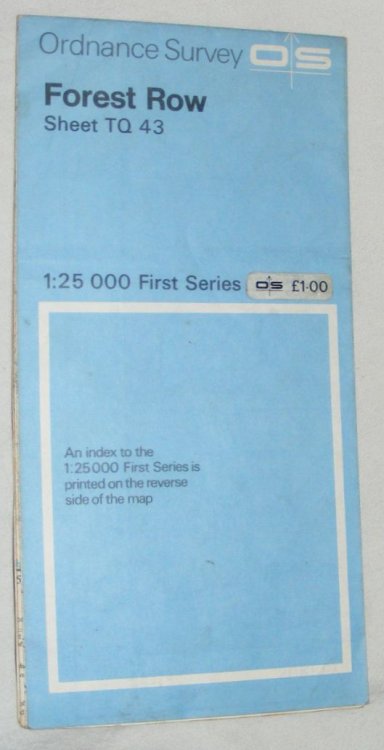 Ordnance Survey OS
Forest Row
Sheet TQ 43
1:25 000 First Series OS £1·00
An index to the
1:25000 First Series is
printed on the reverse
side of the map